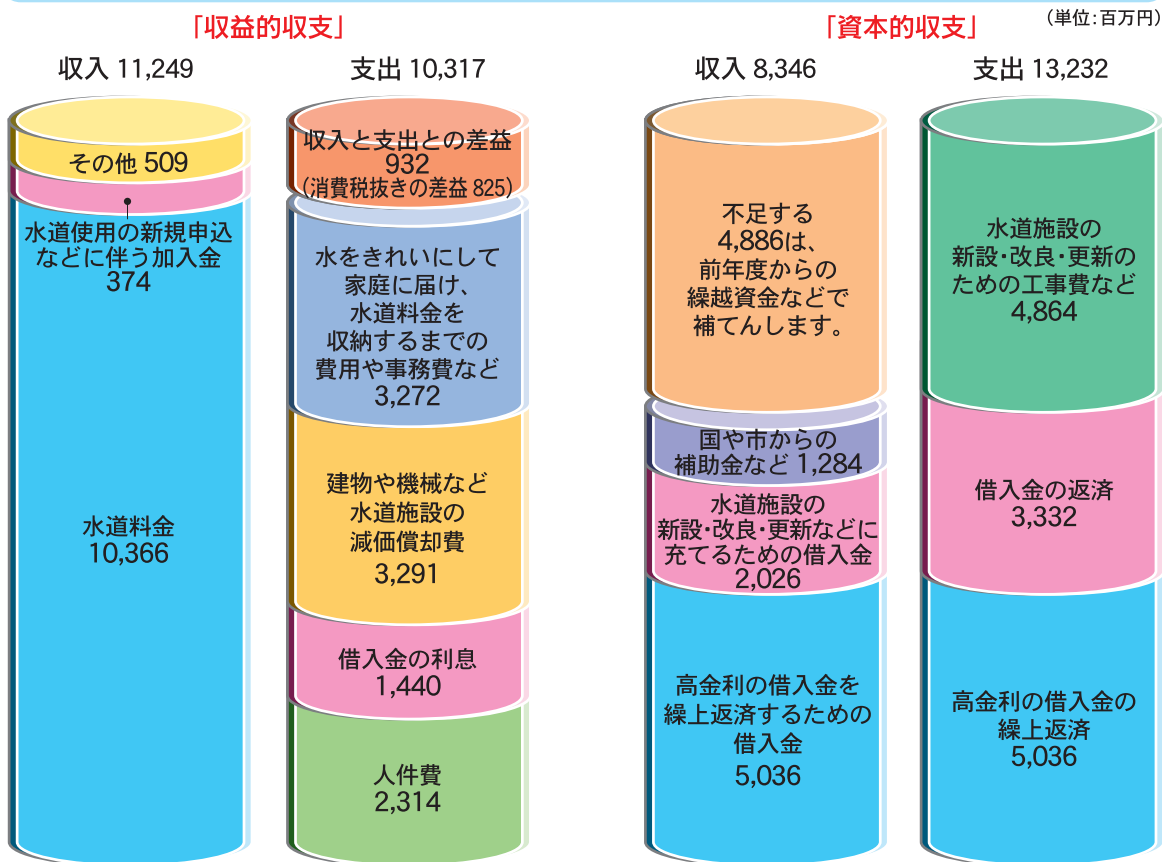 「収益的収支」
「資本的収支」
（単位：百万円）
収入 11,249
その他 509
水道使用の新規申込
などに伴う加入金
374
水道料金
10,366
支出 10,317
収入と支出との差益
932
（消費税抜きの差益 825）
水をきれいにして
家庭に届け、
水道料金を
収納するまでの
費用や事務費など
3,272
建物や機械など
水道施設の
減価償却費
3,291
借入金の利息
1,440
人件費
2,314
収入 8,346
不足する
4,886は、
前年度からの
繰越資金などで
補てんします。
国や市からの
補助金など 1,284
水道施設の
新設・改良・更新などに
充てるための借入金
2,026
高金利の借入金を
繰上返済するための
借入金
5,036
支出 13,232
水道施設の
新設・改良・更新の
ための工事費など
4,864
借入金の返済
3,332
高金利の借入金の
繰上返済
5,036